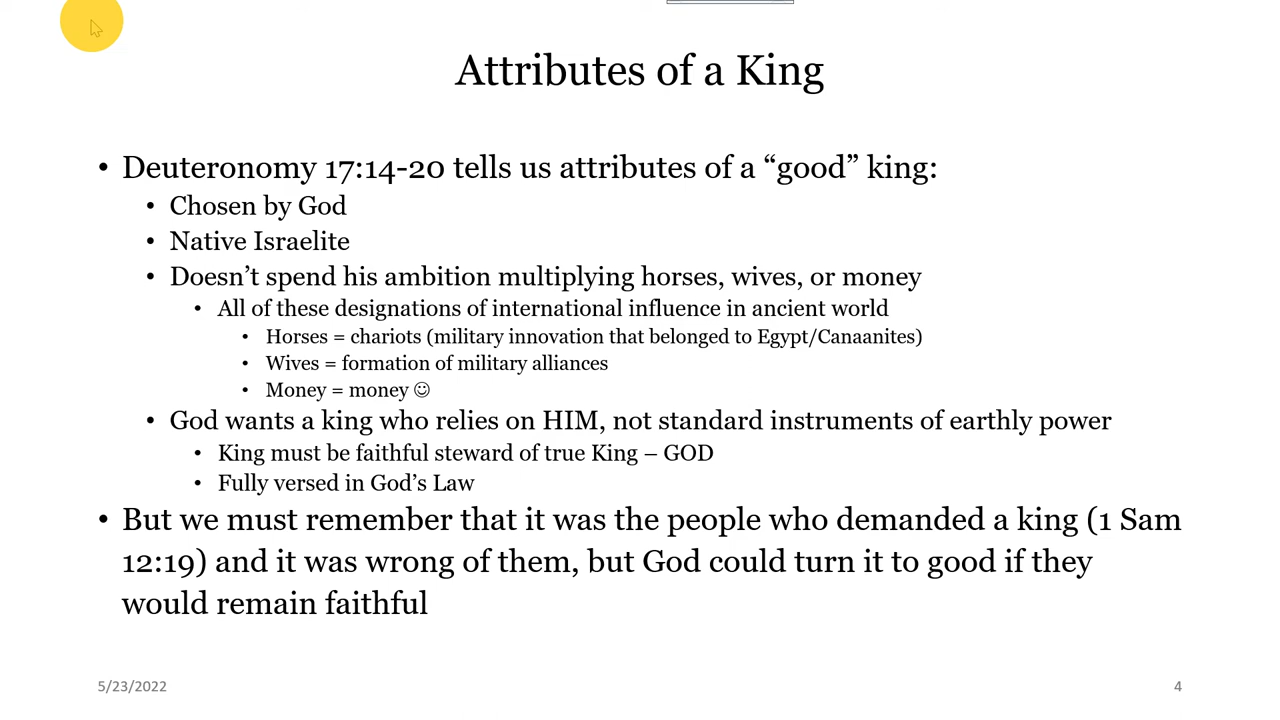 Attributes of a King
• Deuteronomy 17:14-20 tells us attributes of a “good” king:
• Chosen by God
• Native Israelite
• Doesn’t spend his ambition multiplying horses, wives, or money
• All of these designations of international influence in ancient world
• Horses = chariots (military innovation that belonged to Egypt/Canaanites)
• Wives = formation of military alliances
• Money = money ☺
• God wants a king who relies on HIM, not standard instruments of earthly power
• King must be faithful steward of true King – GOD
• Fully versed in God’s Law
• But we must remember that it was the people who demanded a king (1 Sam
12:19) and it was wrong of them, but God could turn it to good if they
would remain faithful
5/23/2022
4